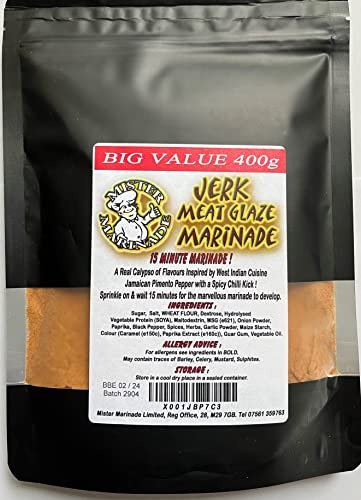 BIG VALUE 400g
MISTER
MARINADE
JERK
MEAT GLAZE
MARINADE
15 MINUTE MARINADE !
A Real Calypso of Flavours Inspired by West Indian Cuisine
Jamaican Pimento Pepper with a Spicy Chilli Kick !
Sprinkle on & wait 15 minutes for the marvellous marinade to develop.
INGREDIENTS :
Sugar, Salt, WHEAT FLOUR, Dextrose, Hydrolysed
Vegetable Protein (SOYA), Maltodextrin, MSG (e621), Onion Powder,
Paprika, Black Pepper, Spices, Herbs, Garlic Powder, Maize Starch,
Colour (Caramel (e150c), Paprika Extract (e160c)), Guar Gum, Vegetable Oil.
ALLERGY ADVICE :
For allergens see ingredients in BOLD.
May contain traces of Barley, Celery, Mustard, Sulphites.
STORAGE :
Store in a cool dry place in a sealed container.
BBE 02 / 24
Batch 2904
X001JBP7C3
Mister Marinade Limited, Reg Office, 28, M29 7GB. Tel 07561 359763